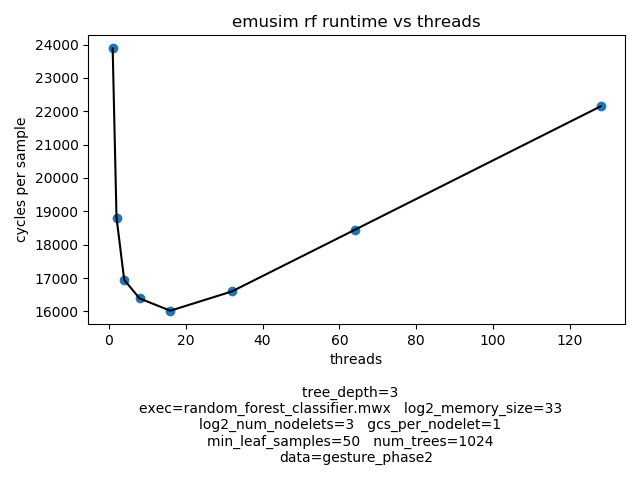 emusim rf runtime vs threads
24000
23000
22000
21000
20000
19000
18000
17000
16000
cycles per sample
0 20 40 60 80 100 120
threads
tree_depth=3
exec=random_forest_classifier.mwx log2_memory_size=33
log2_num_nodelets=3 gcs_per_nodelet=1
min_leaf_samples=50 num_trees=1024
data=gesture_phase2